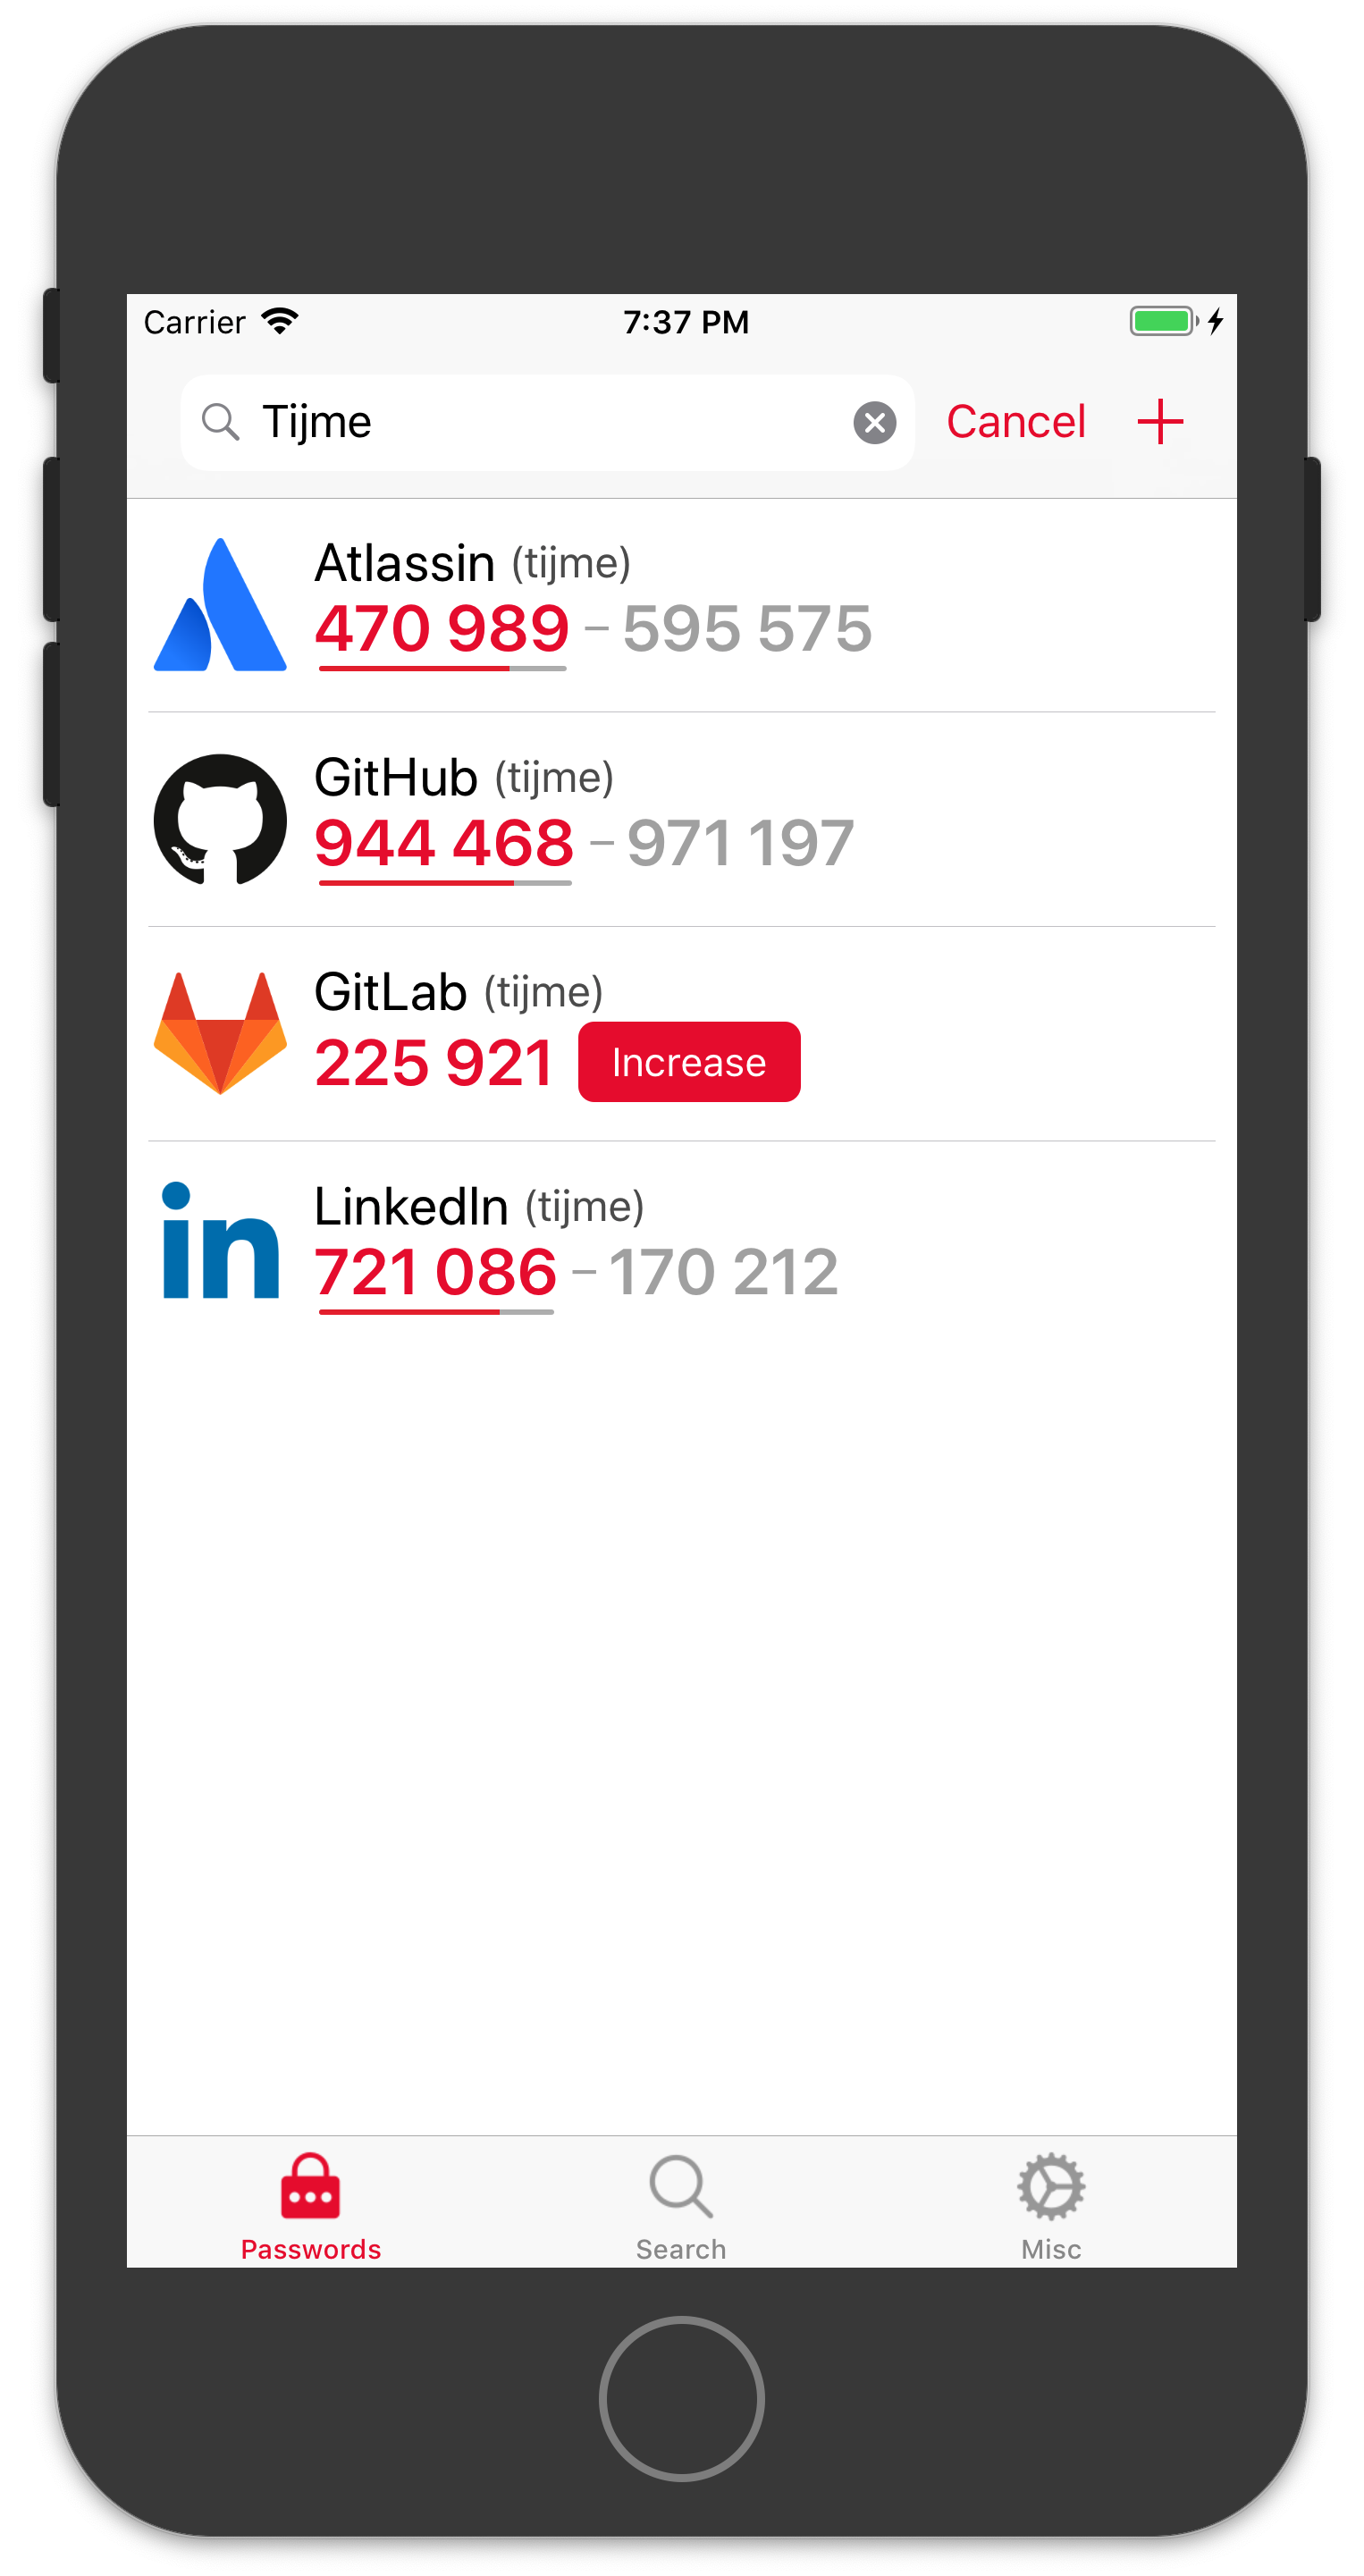 Carrier 7:37 PM
Tijme Cancel
Atlassin (tijme)
470 989 – 595 575
GitHub (tijme)
944 468 – 971 197
GitLab (tijme)
225 921 Increase
in LinkedIn (tijme)
721 086 – 170 212
Passwords Search Misc